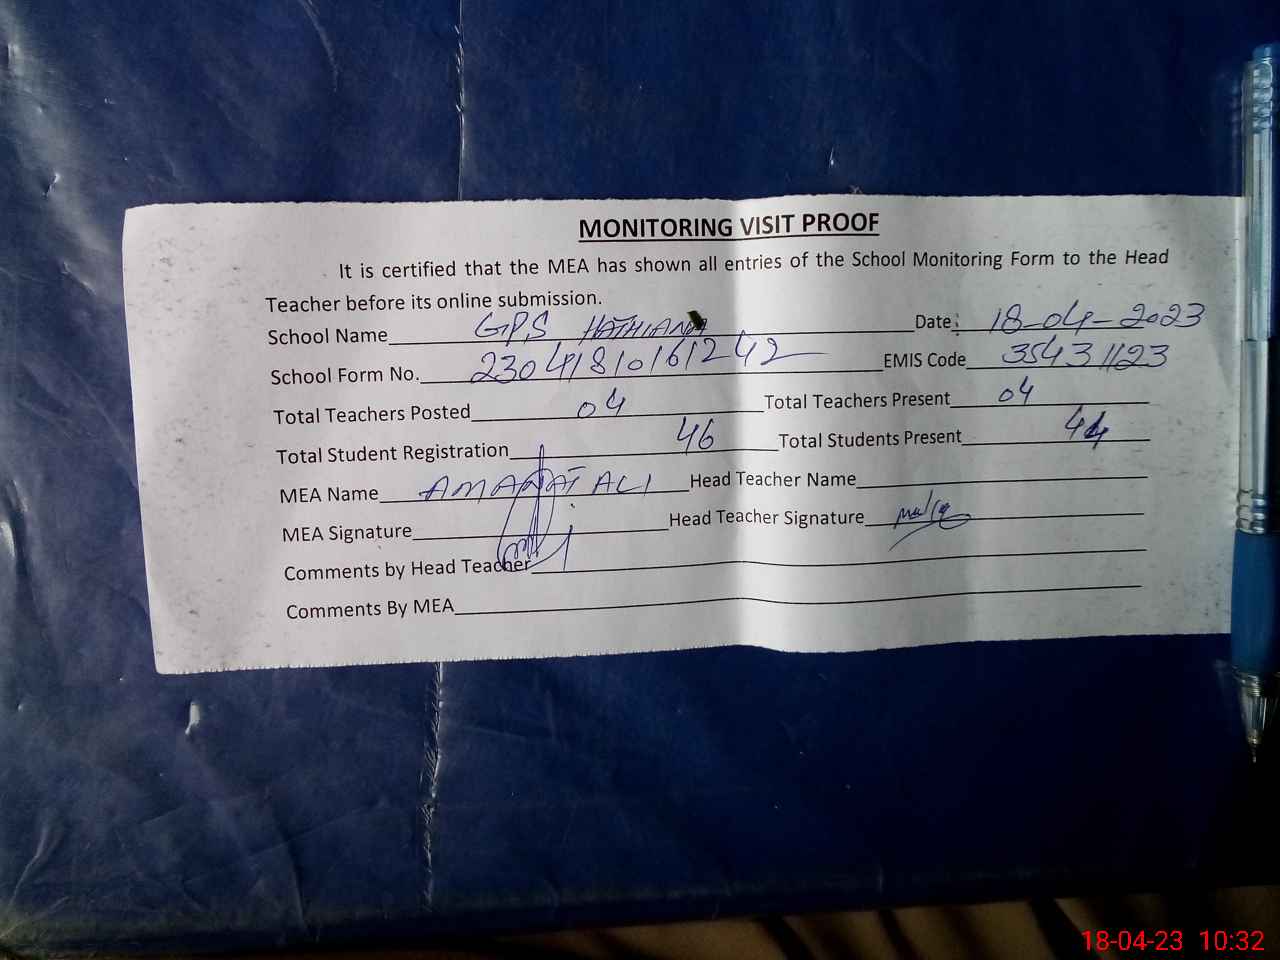 MONITORING VISIT PROOF
It is certified that the MEA has shown all entries of the School Monitoring Form to the Head
Teacher before its online submission.
School Name GPS HATHIANA Date: 18-04-2023
School Form No. 23041810161242 EMIS Code 35431123
Total Teachers Posted 04 Total Teachers Present 04
Total Student Registration 46 Total Students Present 44
MEA Name AMANAT ALI Head Teacher Name
MEA Signature Head Teacher Signature
Comments by Head Teacher
Comments By MEA
18-04-23 10:32